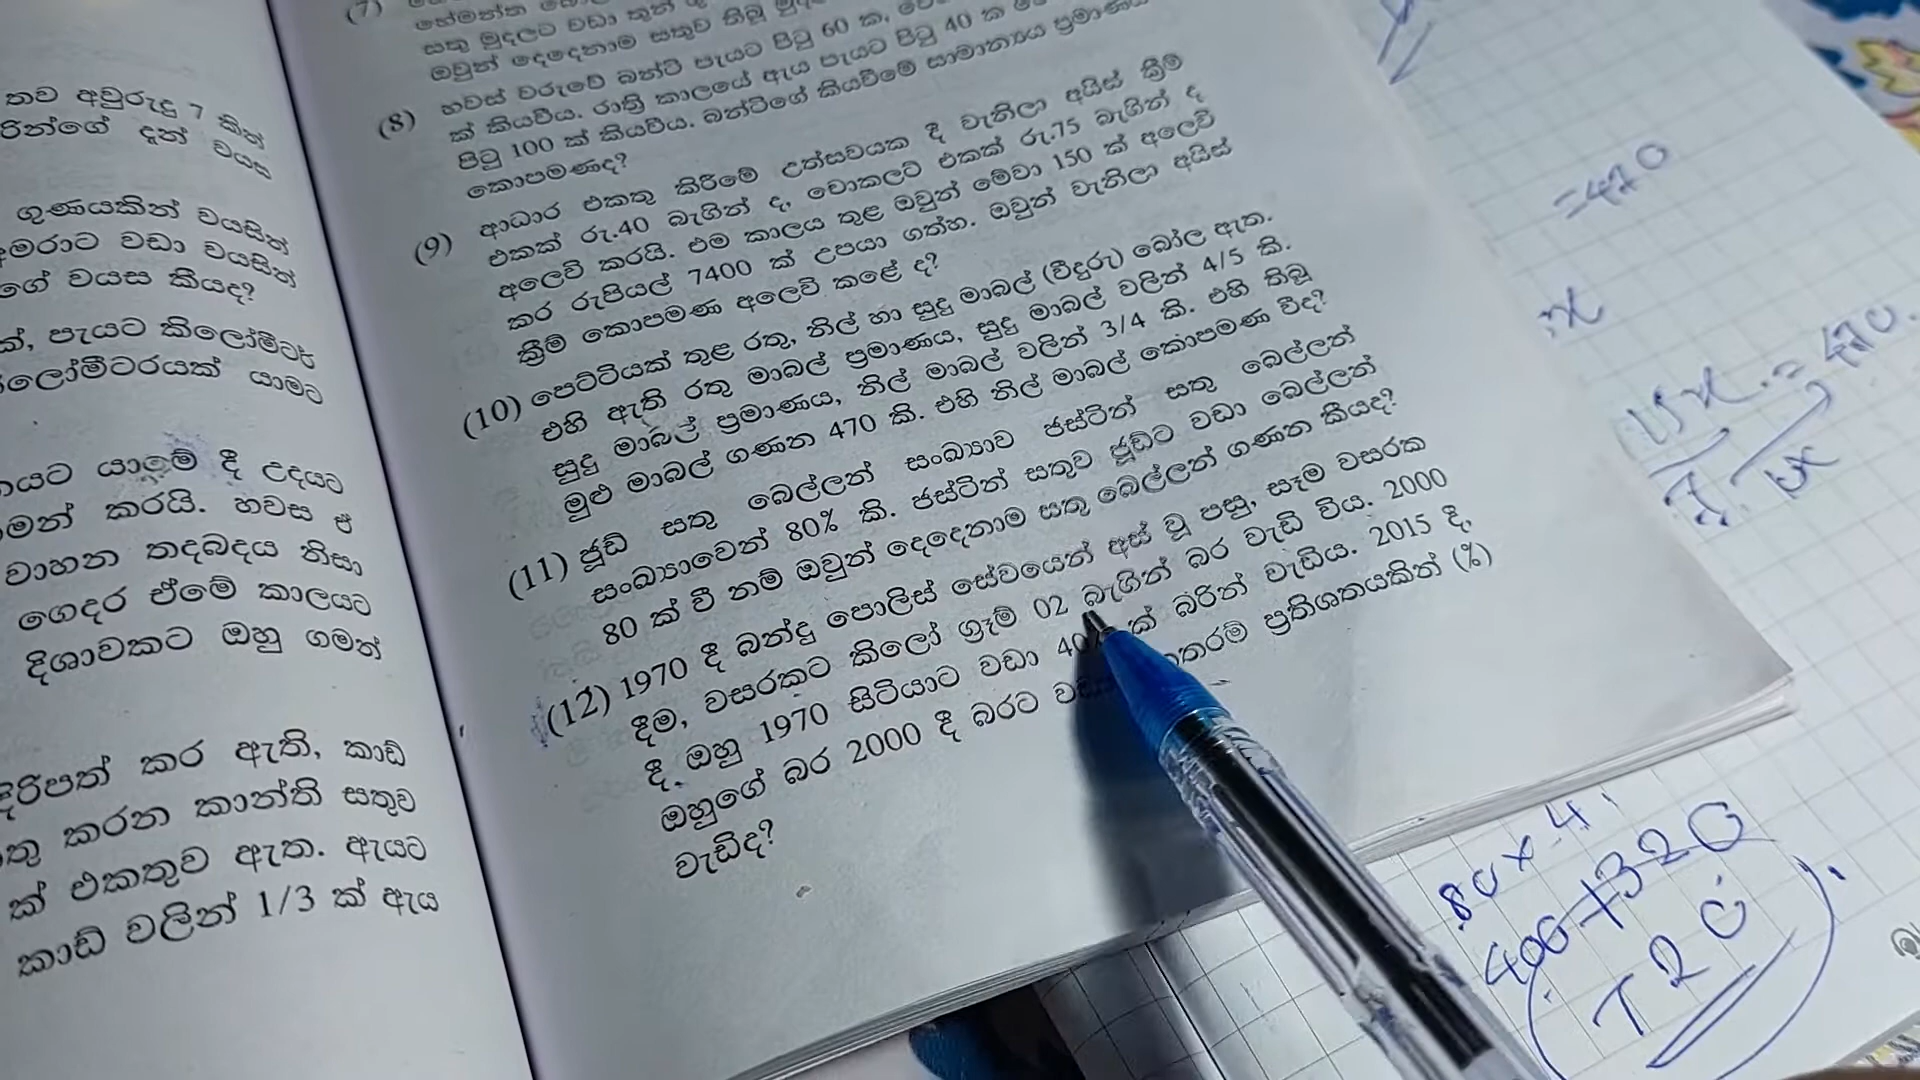 තව අවුරුදු 7 කින්
රින්ගේ දැන් වයස
ගුණයකින් වයසින්
අමරාට වඩා වයසින්
ගේ වයස කීයද?
ක්, පැයට කිලෝමීටර්
ලෝමීටරයක් යාමට
යට යාමේ දී උදයට
මන් කරයි. හවස ඒ
වාහන තදබදය නිසා
ගෙදර ඒමේ කාලයට
දිශාවකට ඔහු ගමන්
දිරිපත් කර ඇති, කාඩ්
තු කරන කාන්ති සතුව
ක් එකතුව ඇත. ඇයට
කාඩ් වලින් 1/3 ක් ඇය
(7)
සතු මුදලට වඩා තුන්
ඔවුන් දෙදෙනාම සතුව තිබූ
(8) හවස් වරුවේ බන්ටි පැයට පිටු 60 ක
ක් කියවීය. රාත්‍රි කාලයේ ඇය පැයට පිටු 40 ක
පිටු 100 ක් කියවීය. බන්ටිගේ කියවීමේ සාමාන්‍යය ප්‍රමාණය
කොපමණද?
(9) ආධාර එකතු කිරීමේ උත්සවයක දී වැනිලා අයිස් ක්‍රීම්
එකක් රු.40 බැගින් ද, චොකලට් එකක් රු.75 බැගින් ද
අලෙවි කරයි. එම කාලය තුළ ඔවුන් මේවා 150 ක් අලෙවි
කර රුපියල් 7400 ක් උපයා ගත්හ. ඔවුන් වැනිලා අයිස්
ක්‍රීම් කොපමණ අලෙවි කළේ ද?
(10) පෙට්ටියක් තුළ රතු, නිල් හා සුදු මාබල් (වීදුරු) බෝල ඇත.
එහි ඇති රතු මාබල් ප්‍රමාණය, සුදු මාබල් වලින් 4/5 කි.
සුදු මාබල් ප්‍රමාණය, නිල් මාබල් වලින් 3/4 කි. එහි තිබූ
මුළු මාබල් ගණන 470 කි. එහි නිල් මාබල් කොපමණ වීද?
(11) ජූඩ් සතු බෙල්ලන් සංඛ්‍යාව ජස්ටින් සතු බෙල්ලන්
සංඛ්‍යාවෙන් 80% කි. ජස්ටින් සතුව ජූඩ්ට වඩා බෙල්ලන්
80 ක් වී නම් ඔවුන් දෙදෙනාම සතු බෙල්ලන් ගණන කීයද?
(12) 1970 දී බන්දු පොලිස් සේවයෙන් අස් වූ පසු, සෑම වසරක
දීම, වසරකට කිලෝ ග්‍රෑම් 02 බැගින් බර වැඩි විය. 2000
දී, ඔහු 1970 සිටියාට වඩා 40% ක් බරින් වැඩිය. 2015 දී,
ඔහුගේ බර 2000 දී බරට වඩා ප්‍රතිශතයකින් (%)
වැඩිද?
=470
x
= 470.
80 x 4
400+320
720